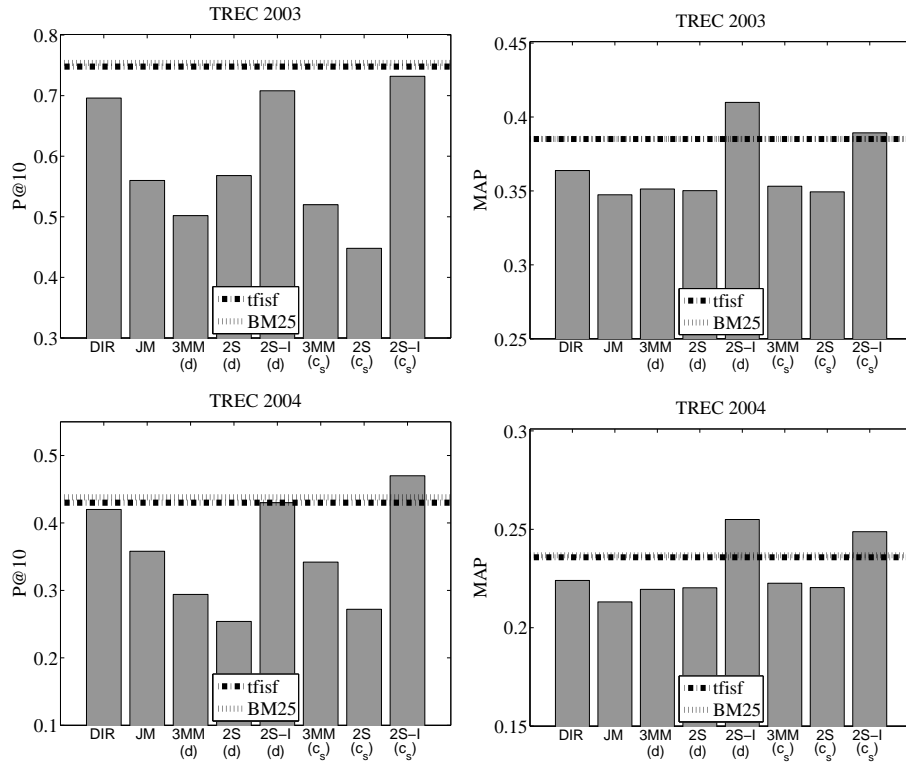 TREC 2003
P@10
0.8
0.7
0.6
0.5
0.4
0.3
tfisf
BM25
DIR JM 3MM 2S 2S−I 3MM 2S 2S−I
(d) (d) (d) (c_s) (c_s) (c_s)
TREC 2003
MAP
0.45
0.4
0.35
0.3
0.25
tfisf
BM25
DIR JM 3MM 2S 2S−I 3MM 2S 2S−I
(d) (d) (d) (c_s) (c_s) (c_s)
TREC 2004
P@10
0.5
0.4
0.3
0.2
0.1
tfisf
BM25
DIR JM 3MM 2S 2S−I 3MM 2S 2S−I
(d) (d) (d) (c_s) (c_s) (c_s)
TREC 2004
MAP
0.3
0.25
0.2
0.15
tfisf
BM25
DIR JM 3MM 2S 2S−I 3MM 2S 2S−I
(d) (d) (d) (c_s) (c_s) (c_s)